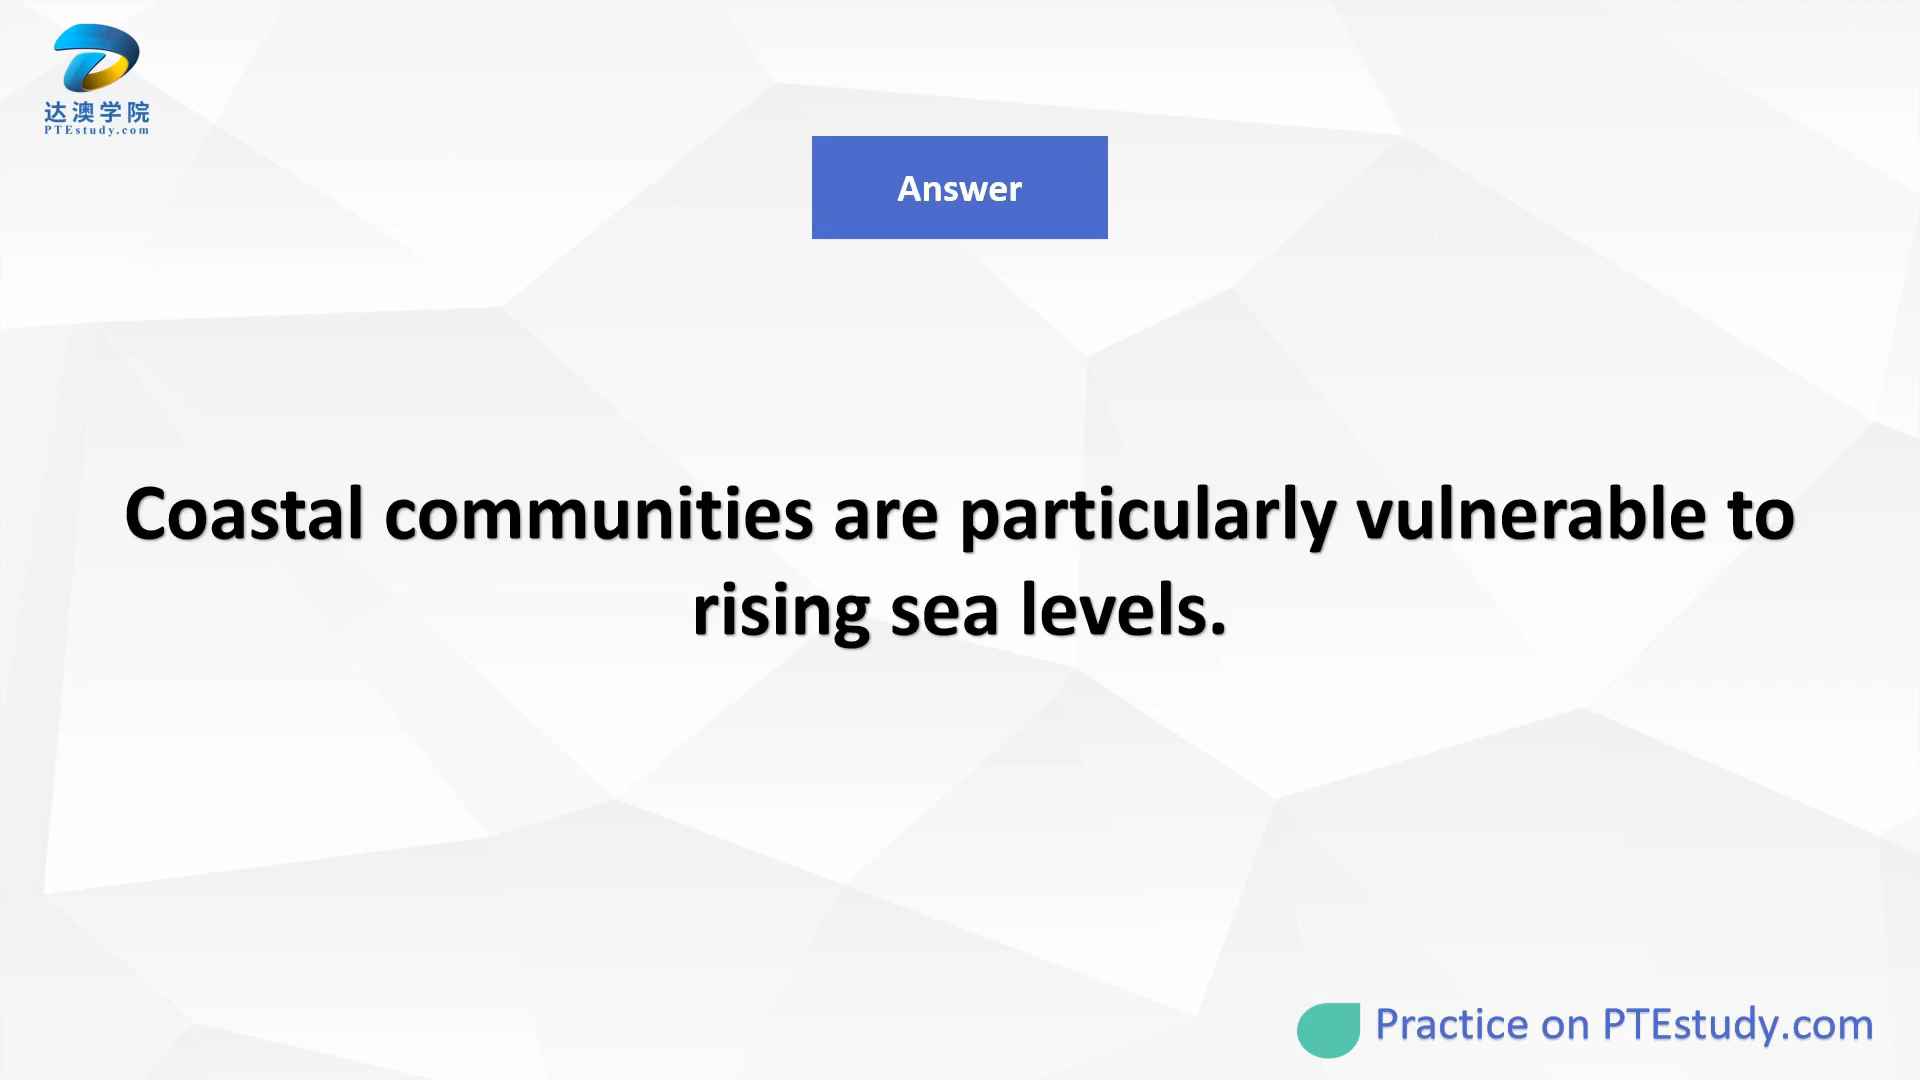 达澳学院
PTEstudy.com
Answer
Coastal communities are particularly vulnerable to
rising sea levels.
Practice on PTEstudy.com